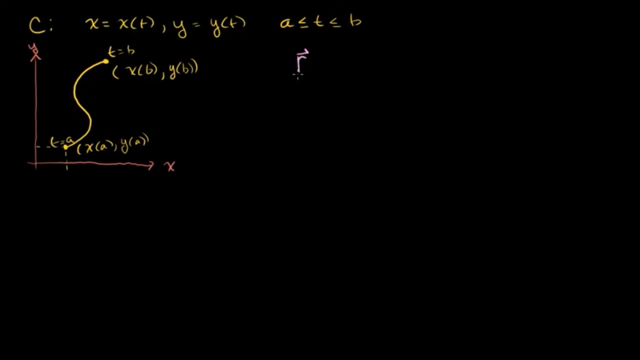 C: x = x(t), y = y(t) a ≤ t ≤ b
y
t=b
(x(b), y(b))
r⃗
t=a
(x(a), y(a))
x